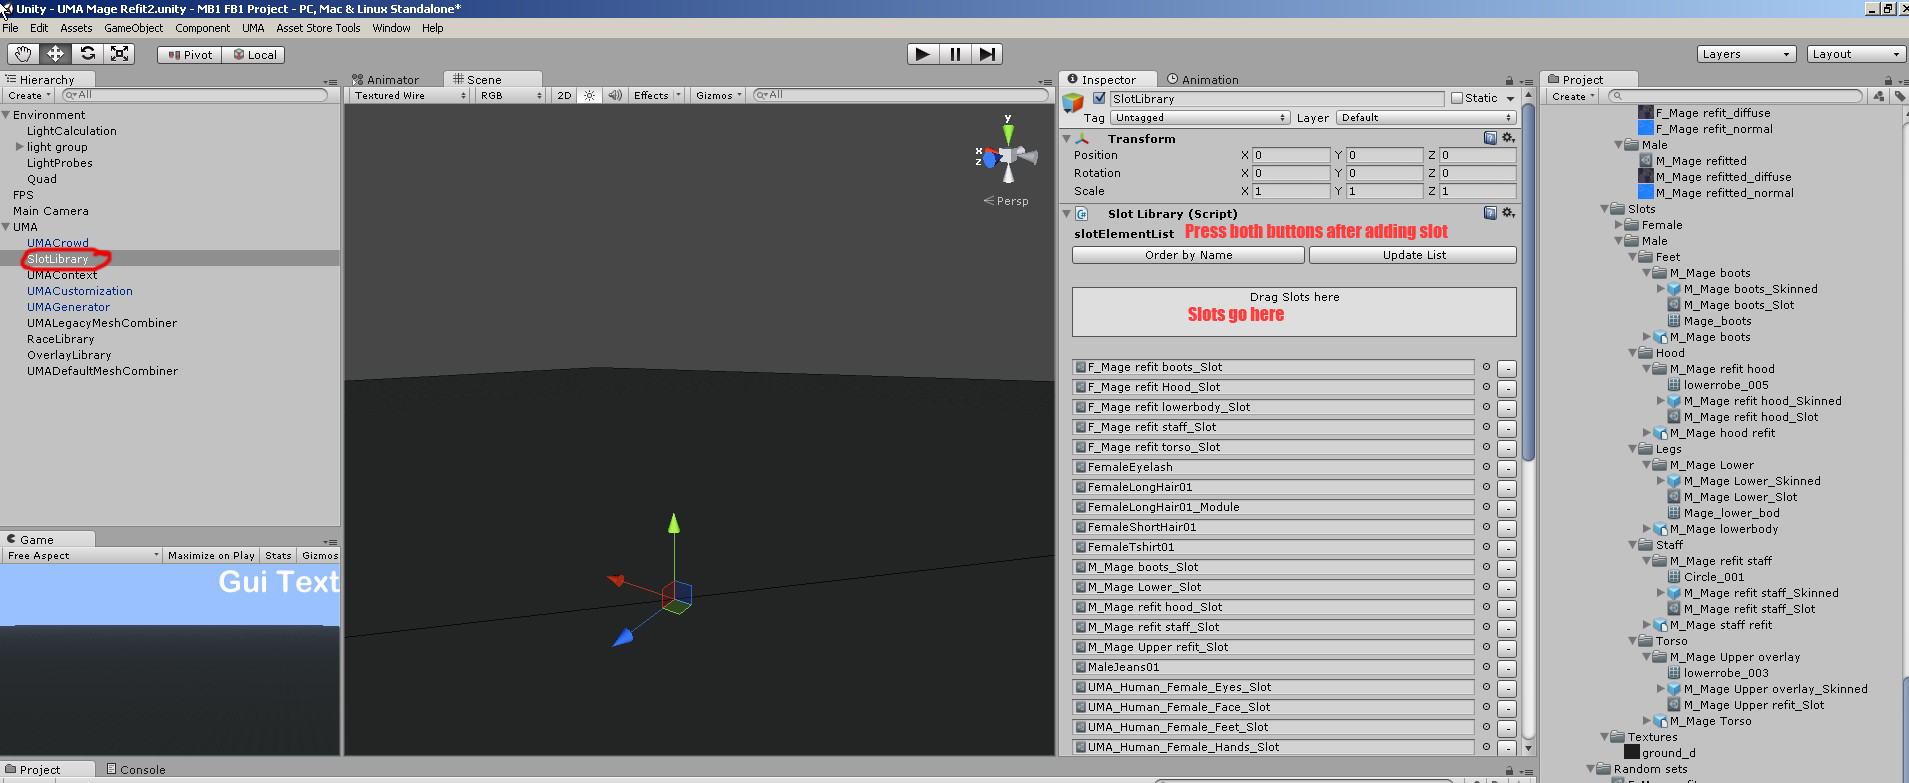 Unity - UMA Mage Refit2.unity - MB1 FB1 Project - PC, Mac & Linux Standalone*
File Edit Assets GameObject Component UMA Asset Store Tools Window Help
Pivot Local Layers Layout
Hierarchy
Create All
Environment
LightCalculation
light group
LightProbes
Quad
FPS
Main Camera
UMA
UMACrowd
SlotLibrary
UMAContext
UMACustomization
UMAGenerator
UMALegacyMeshCombiner
RaceLibrary
OverlayLibrary
UMADefaultMeshCombiner
Game
Free Aspect Maximize on Play Stats Gizmos
Gui Text
Animator Scene
Textured Wire RGB 2D Effects Gizmos All
y
x
z
Persp
Inspector Animation
SlotLibrary Static
Tag Untagged Layer Default
Transform
Position X 0 Y 0 Z 0
Rotation X 0 Y 0 Z 0
Scale X 1 Y 1 Z 1
Slot Library (Script)
slotElementList Press both buttons after adding slot
Order by Name Update List
Drag Slots here
Slots go here
F_Mage refit boots_Slot
F_Mage refit Hood_Slot
F_Mage refit lowerbody_Slot
F_Mage refit staff_Slot
F_Mage refit torso_Slot
FemaleEyelash
FemaleLongHair01
FemaleLongHair01_Module
FemaleShortHair01
FemaleTshirt01
M_Mage boots_Slot
M_Mage Lower_Slot
M_Mage refit hood_Slot
M_Mage refit staff_Slot
M_Mage Upper refit_Slot
MaleJeans01
UMA_Human_Female_Eyes_Slot
UMA_Human_Female_Face_Slot
UMA_Human_Female_Feet_Slot
UMA_Human_Female_Hands_Slot
Project
Create
F_Mage refit_diffuse
F_Mage refit_normal
Male
M_Mage refitted
M_Mage refitted_diffuse
M_Mage refitted_normal
Slots
Female
Male
Feet
M_Mage boots
M_Mage boots_Skinned
M_Mage boots_Slot
Mage_boots
M_Mage boots
Hood
M_Mage refit hood
lowerrobe_005
M_Mage refit hood_Skinned
M_Mage refit hood_Slot
M_Mage hood refit
Legs
M_Mage Lower
M_Mage Lower_Skinned
M_Mage Lower_Slot
Mage_lower_bod
M_Mage lowerbody
Staff
M_Mage refit staff
Circle_001
M_Mage refit staff_Skinned
M_Mage refit staff_Slot
M_Mage staff refit
Torso
M_Mage Upper overlay
lowerrobe_003
M_Mage Upper overlay_Skinned
M_Mage Upper refit_Slot
M_Mage Torso
Textures
ground_d
Random sets
Project Console